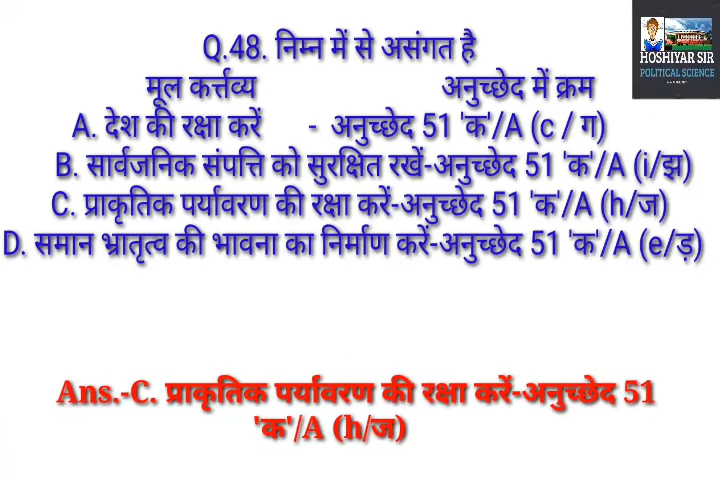 Q.48. निम्न में से असंगत है
मूल कर्त्तव्य अनुच्छेद में क्रम
A. देश की रक्षा करें - अनुच्छेद 51 'क'/A (c / ग)
B. सार्वजनिक संपत्ति को सुरक्षित रखें-अनुच्छेद 51 'क'/A (i/झ)
C. प्राकृतिक पर्यावरण की रक्षा करें-अनुच्छेद 51 'क'/A (h/ज)
D. समान भ्रातृत्व की भावना का निर्माण करें-अनुच्छेद 51 'क'/A (e/ड़)
Ans.-C. प्राकृतिक पर्यावरण की रक्षा करें-अनुच्छेद 51
'क'/A (h/ज)
HOSHIYAR SIR
POLITICAL SCIENCE